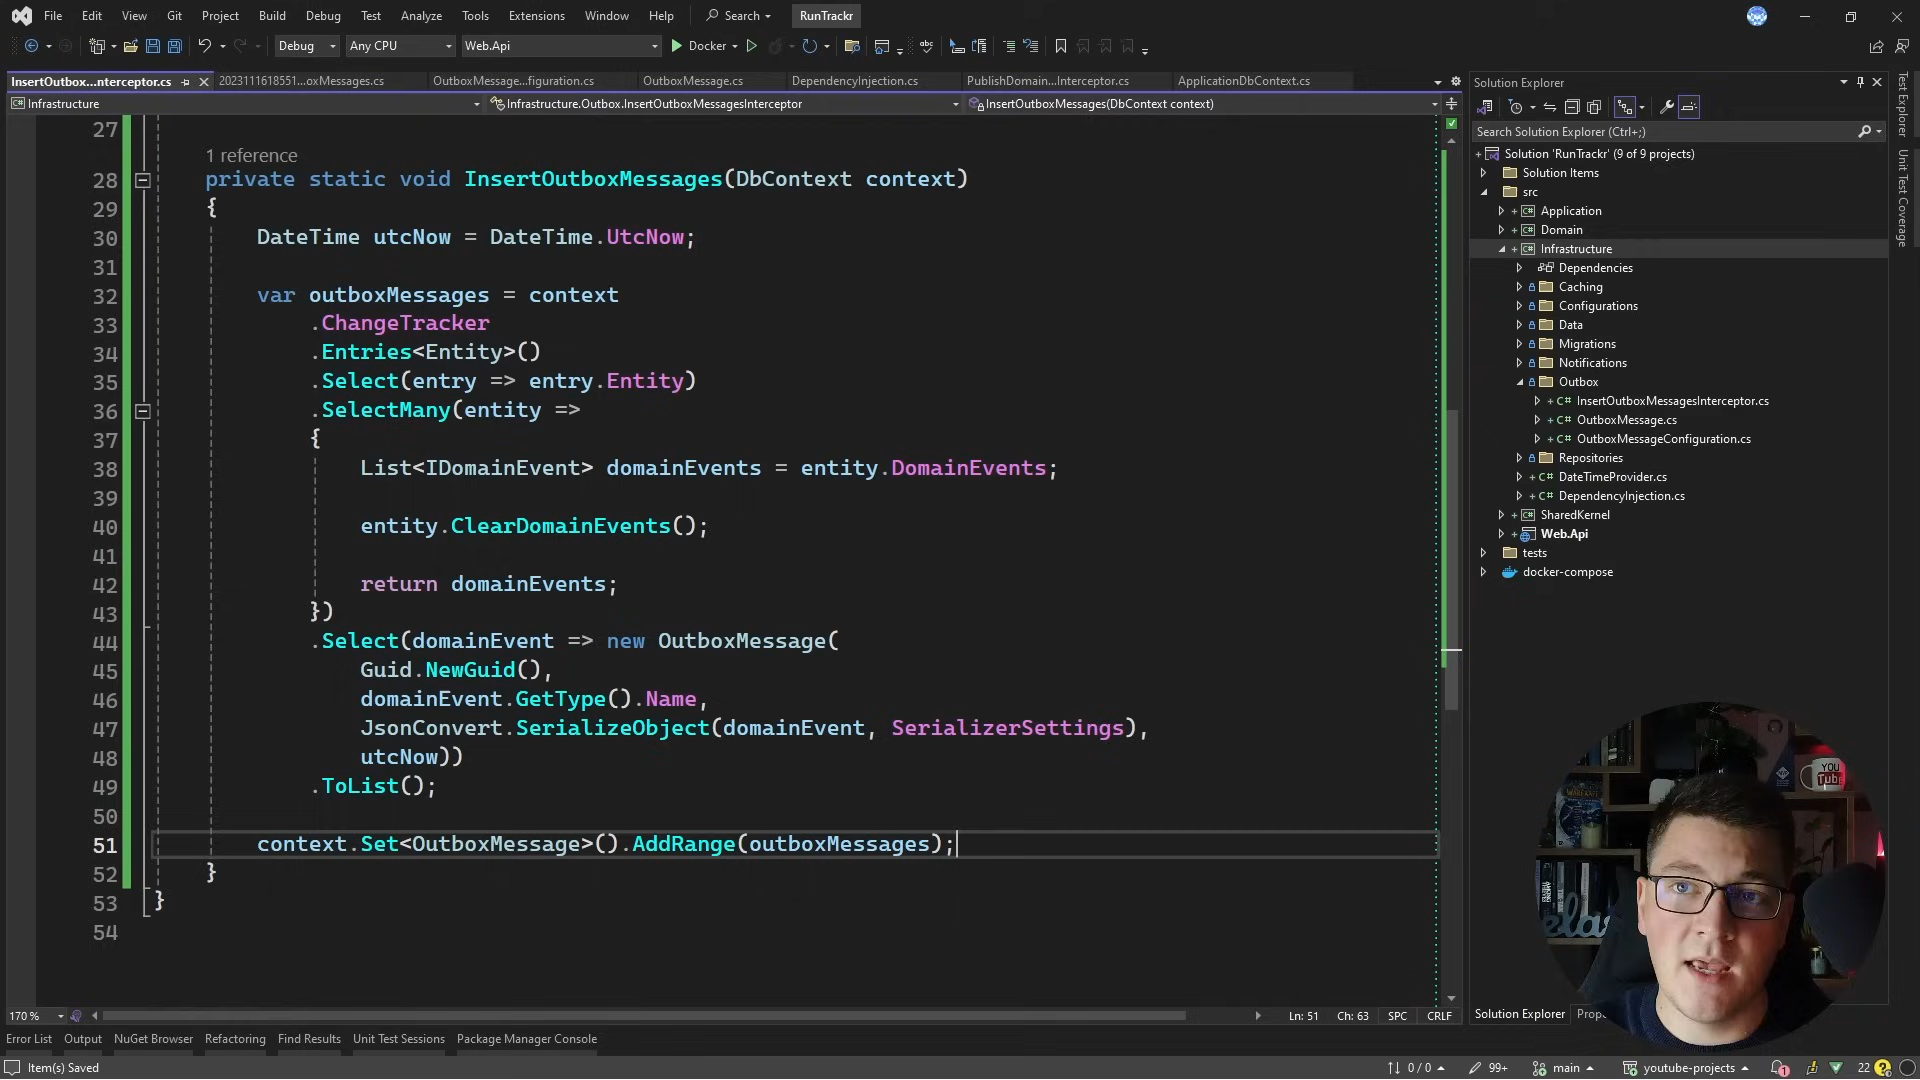 File Edit View Git Project Build Debug Test Analyze Tools Extensions Window Help Search RunTrackr
Debug Any CPU Web.Api Docker
InsertOutbox...nterceptor.cs 2023111618551...oxMessages.cs OutboxMessage...figuration.cs OutboxMessage.cs DependencyInjection.cs PublishDomain...Interceptor.cs ApplicationDbContext.cs
Infrastructure Infrastructure.Outbox.InsertOutboxMessagesInterceptor InsertOutboxMessages(DbContext context)
27
1 reference
28 private static void InsertOutboxMessages(DbContext context)
29 {
30 DateTime utcNow = DateTime.UtcNow;
31
32 var outboxMessages = context
33 .ChangeTracker
34 .Entries<Entity>()
35 .Select(entry => entry.Entity)
36 .SelectMany(entity =>
37 {
38 List<IDomainEvent> domainEvents = entity.DomainEvents;
39
40 entity.ClearDomainEvents();
41
42 return domainEvents;
43 })
44 .Select(domainEvent => new OutboxMessage(
45 Guid.NewGuid(),
46 domainEvent.GetType().Name,
47 JsonConvert.SerializeObject(domainEvent, SerializerSettings),
48 utcNow))
49 .ToList();
50
51 context.Set<OutboxMessage>().AddRange(outboxMessages);
52 }
53 }
54
170 % Ln: 51 Ch: 63 SPC CRLF
Solution Explorer
Search Solution Explorer (Ctrl+;)
Solution 'RunTrackr' (9 of 9 projects)
Solution Items
src
Application
Domain
Infrastructure
Dependencies
Caching
Configurations
Data
Migrations
Notifications
Outbox
InsertOutboxMessagesInterceptor.cs
OutboxMessage.cs
OutboxMessageConfiguration.cs
Repositories
DateTimeProvider.cs
DependencyInjection.cs
SharedKernel
Web.Api
tests
docker-compose
Test Explorer
Unit Test Coverage
YOU
Tube
Solution Explorer
Error List Output NuGet Browser Refactoring Find Results Unit Test Sessions Package Manager Console
Item(s) Saved 0 / 0 99+ main youtube-projects 1 22